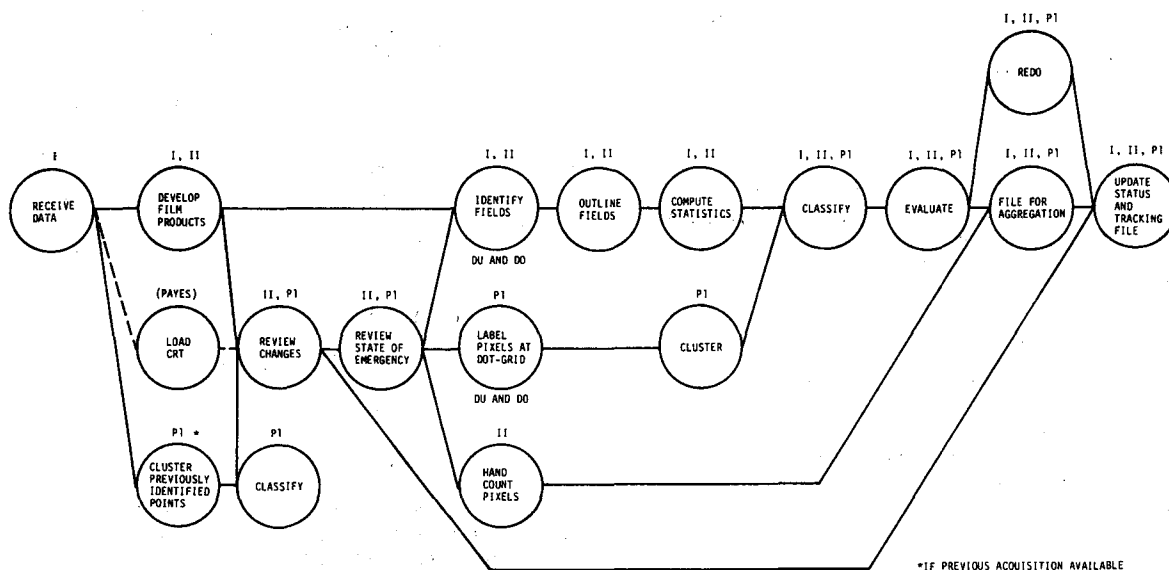 I, II, P1
REDO
I
RECEIVE
DATA
I, II
DEVELOP
FILM
PRODUCTS
I, II
IDENTIFY
FIELDS
DU AND DO
I, II
OUTLINE
FIELDS
I, II
COMPUTE
STATISTICS
I, II, P1
CLASSIFY
I, II, P1
EVALUATE
I, II, P1
FILE FOR
AGGREGATION
I, II, P1
UPDATE
STATUS
AND
TRACKING
FILE
(PAYES)
LOAD
CRT
II, P1
REVIEW
CHANGES
II, P1
REVIEW
STATE OF
EMERGENCY
P1
LABEL
PIXELS AT
DOT-GRID
DU AND DO
P1
CLUSTER
P1 *
CLUSTER
PREVIOUSLY
IDENTIFIED
POINTS
P1
CLASSIFY
II
HAND
COUNT
PIXELS
*IF PREVIOUS ACQUISITION AVAILABLE